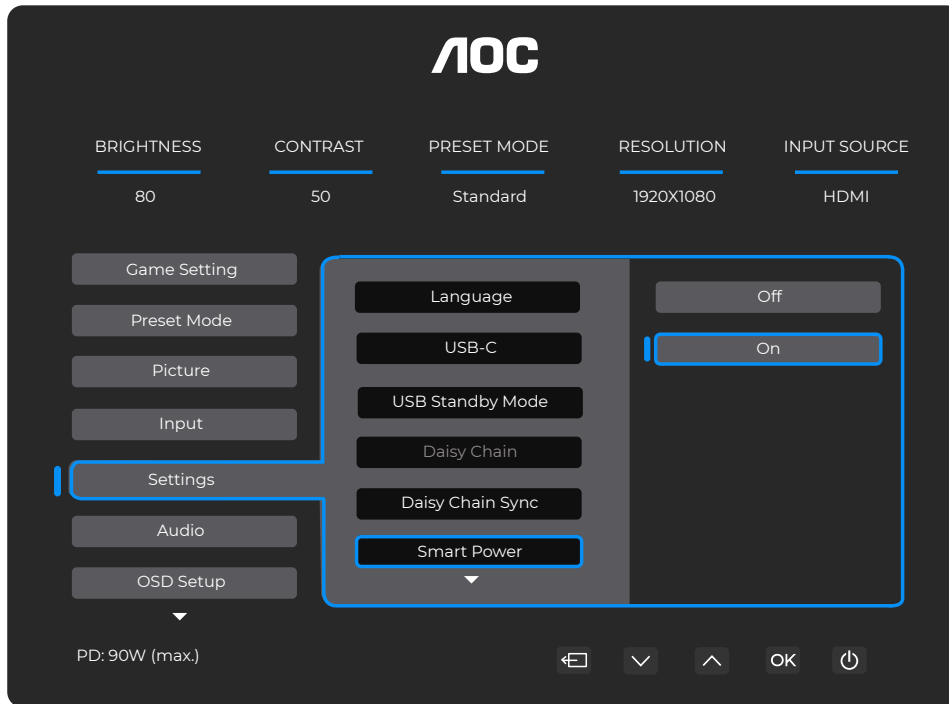 AOC
BRIGHTNESS CONTRAST PRESET MODE RESOLUTION INPUT SOURCE
80 50 Standard 1920X1080 HDMI
Game Setting
Preset Mode
Picture
Input
Settings
Audio
OSD Setup
Language
USB-C
USB Standby Mode
Daisy Chain
Daisy Chain Sync
Smart Power
Off
On
PD: 90W (max.)
OK